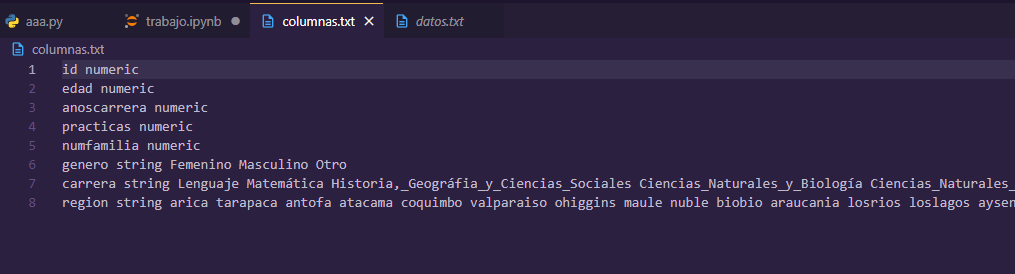 aaa.py trabajo.ipynb columnas.txt datos.txt
columnas.txt
1 id numeric
2 edad numeric
3 anoscarrera numeric
4 practicas numeric
5 numfamilia numeric
6 genero string Femenino Masculino Otro
7 carrera string Lenguaje Matemática Historia,_Geográfia_y_Ciencias_Sociales Ciencias_Naturales_y_Biología Ciencias_Naturales_
8 region string arica tarapaca antofa atacama coquimbo valparaiso ohiggins maule nuble biobio araucania losrios loslagos aysen